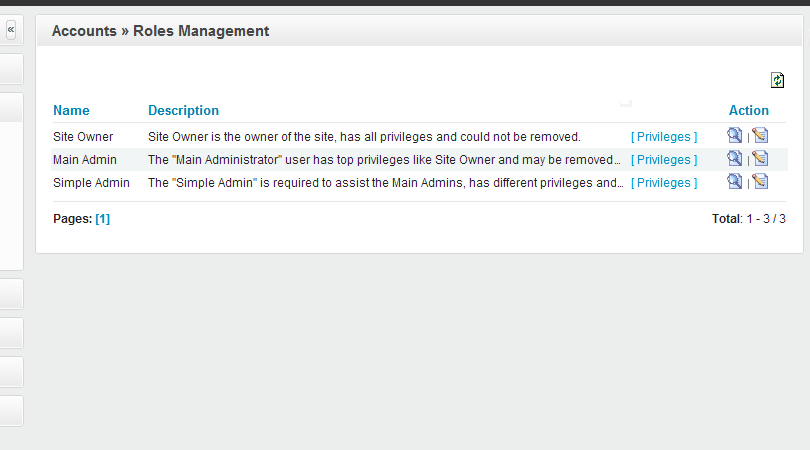 «
Accounts » Roles Management
Name Description Action
Site Owner Site Owner is the owner of the site, has all privileges and could not be removed. [ Privileges ] |
Main Admin The "Main Administrator" user has top privileges like Site Owner and may be removed... [ Privileges ] |
Simple Admin The "Simple Admin" is required to assist the Main Admins, has different privileges and... [ Privileges ] |
Pages: [1] Total: 1 - 3 / 3